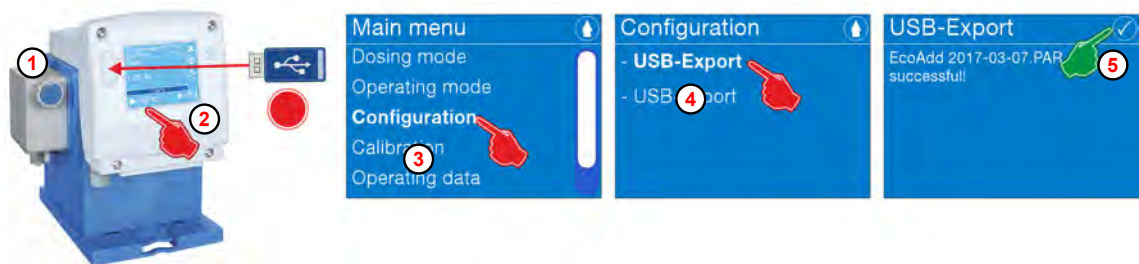 1
2
Main menu
Dosing mode
Operating mode
Configuration
Calibration
3
Operating data
Configuration
- USB-Export
- USB
4
USB-Export
EcoAdd 2017-03-07.PAR
successful!
5